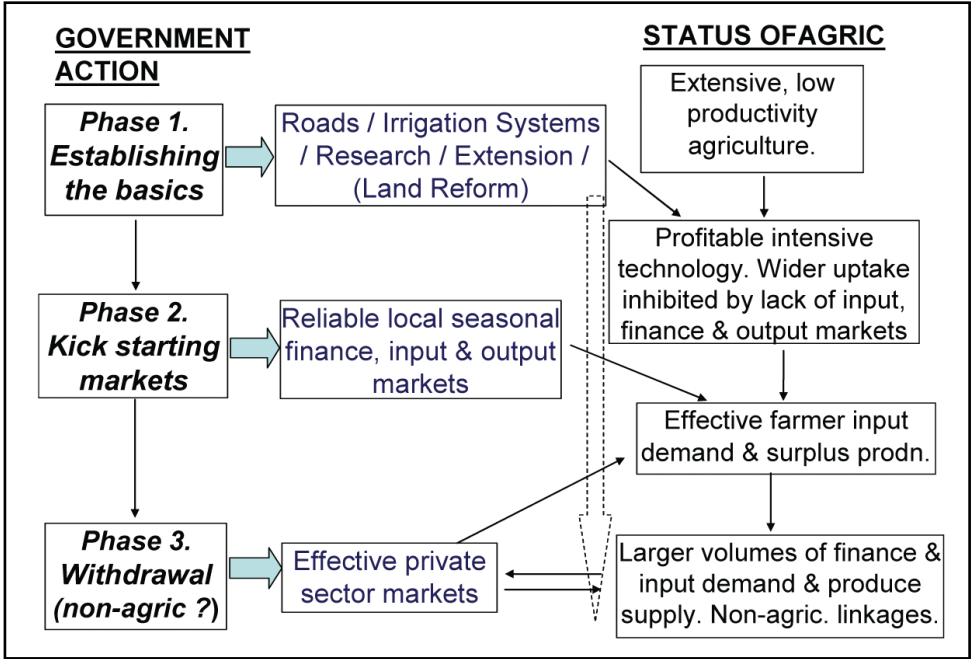 GOVERNMENT
ACTION
STATUS OFAGRIC
Phase 1.
Establishing
the basics
Roads / Irrigation Systems
/ Research / Extension /
(Land Reform)
Extensive, low
productivity
agriculture.
Profitable intensive
technology. Wider uptake
inhibited by lack of input,
finance & output markets
Phase 2.
Kick starting
markets
Reliable local seasonal
finance, input & output
markets
Effective farmer input
demand & surplus prodn.
Phase 3.
Withdrawal
(non-agric ?)
Effective private
sector markets
Larger volumes of finance &
input demand & produce
supply. Non-agric. linkages.